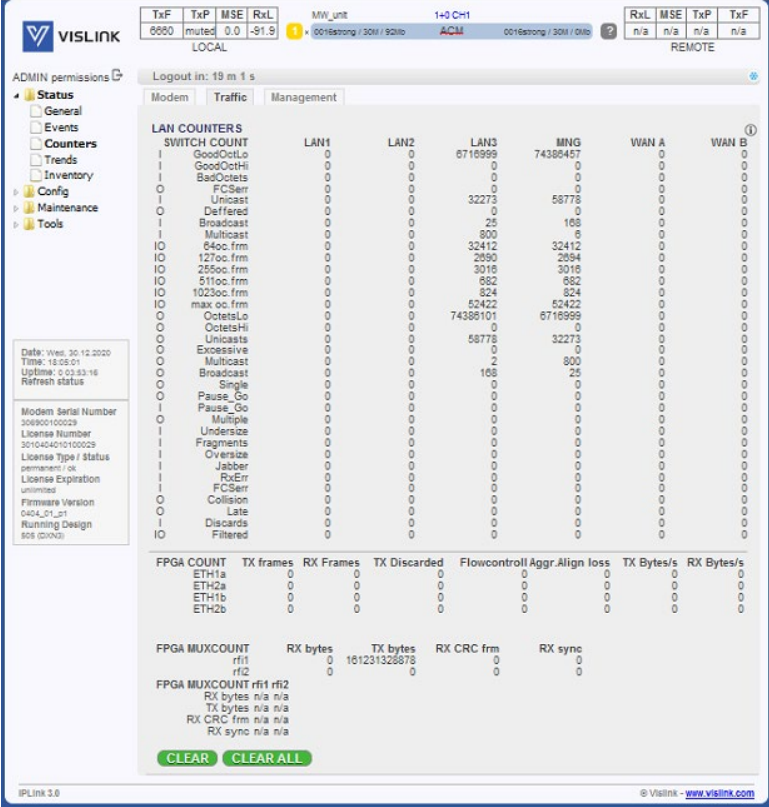 TxF TxP MSE RxL MW_unit 1+0 CH1 RxL MSE TxP TxF
6660 muted 0.0 -91.9 1 x 0016strong / 30M / 92Mb ACM 0016strong / 30M / 0Mb ? n/a n/a n/a n/a
LOCAL REMOTE
VISLINK
ADMIN permissions Logout in: 19 m 1 s
Status
General
Events
Counters
Trends
Inventory
Config
Maintenance
Tools
Date: Wed, 30.12.2020
Time: 18:05:01
Uptime: 0 03:53:16
Refresh status
Modem Serial Number
306900100029
License Number
3010404010100029
License Type / Status
permanent / ok
License Expiration
unlimited
Firmware Version
0404_01_p1
Running Design
505 (DXN3)
Modem Traffic Management
LAN COUNTERS
SWITCH COUNT LAN1 LAN2 LAN3 MNG WAN A WAN B
I GoodOctLo 0 0 6716999 74386457 0 0
I GoodOctHi 0 0 0 0 0 0
I BadOctets 0 0 0 0 0 0
O FCSerr 0 0 0 0 0 0
I Unicast 0 0 32273 58778 0 0
O Deffered 0 0 0 0 0 0
I Broadcast 0 0 25 168 0 0
I Multicast 0 0 800 6 0 0
IO 64oc.frm 0 0 32412 32412 0 0
IO 127oc.frm 0 0 2690 2694 0 0
IO 255oc.frm 0 0 3016 3016 0 0
IO 511oc.frm 0 0 682 682 0 0
IO 1023oc.frm 0 0 824 824 0 0
IO max oc.frm 0 0 52422 52422 0 0
O OctetsLo 0 0 74386101 6716999 0 0
O OctetsHi 0 0 0 0 0 0
O Unicasts 0 0 58778 32273 0 0
O Excessive 0 0 0 0 0 0
O Multicast 0 0 2 800 0 0
O Broadcast 0 0 168 25 0 0
O Single 0 0 0 0 0 0
O Pause_Go 0 0 0 0 0 0
I Pause_Go 0 0 0 0 0 0
O Multiple 0 0 0 0 0 0
I Undersize 0 0 0 0 0 0
I Fragments 0 0 0 0 0 0
I Oversize 0 0 0 0 0 0
I Jabber 0 0 0 0 0 0
I RxErr 0 0 0 0 0 0
I FCSerr 0 0 0 0 0 0
O Collision 0 0 0 0 0 0
O Late 0 0 0 0 0 0
I Discards 0 0 0 0 0 0
IO Filtered 0 0 0 0 0 0
FPGA COUNT TX frames RX Frames TX Discarded Flowcontroll Aggr.Align loss TX Bytes/s RX Bytes/s
ETH1a 0 0 0 0 0 0 0
ETH2a 0 0 0 0 0 0 0
ETH1b 0 0 0 0 0 0 0
ETH2b 0 0 0 0 0 0 0
FPGA MUXCOUNT RX bytes TX bytes RX CRC frm RX sync
rfi1 0 161231328878 0 0
rfi2 0 0 0 0
FPGA MUXCOUNT rfi1 rfi2
RX bytes n/a n/a
TX bytes n/a n/a
RX CRC frm n/a n/a
RX sync n/a n/a
CLEAR CLEAR ALL
IPLink 3.0 © Vislink - www.vislink.com